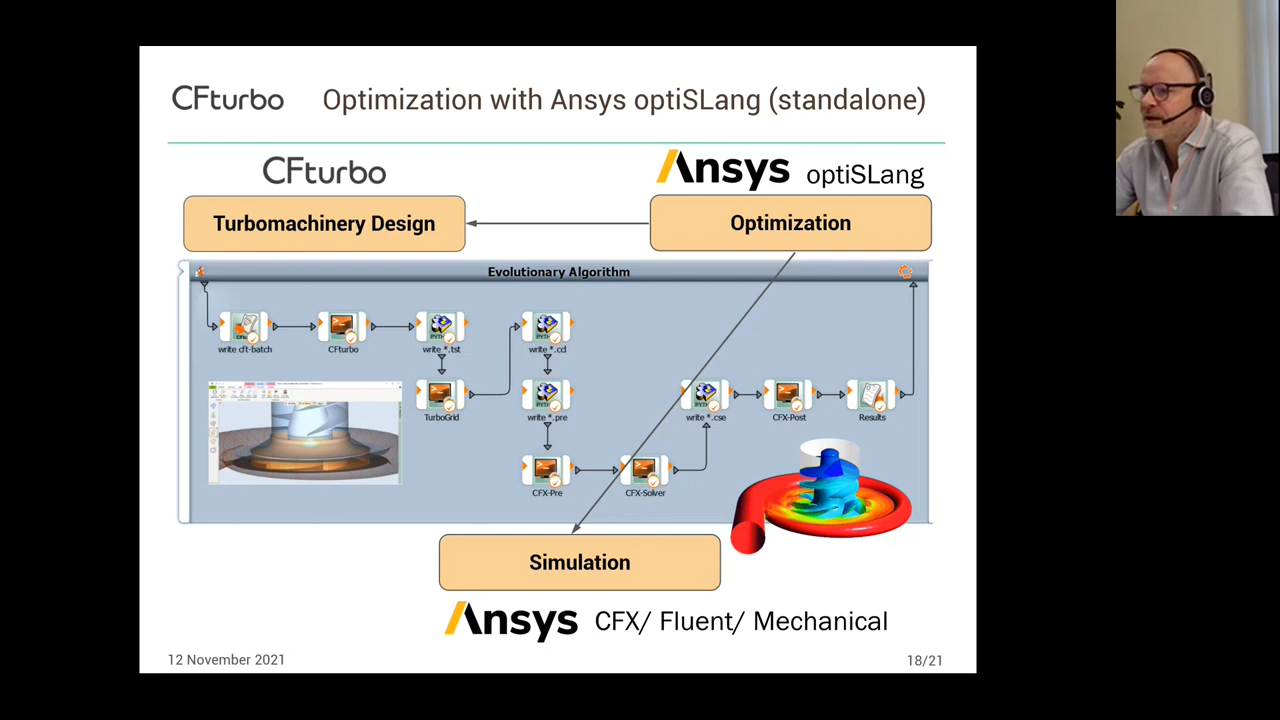 CFturbo
Optimization with Ansys optiSLang (standalone)
CFturbo
Ansys optiSLang
Turbomachinery Design
Optimization
Evolutionary Algorithm
write cft-batch
CFturbo
write *.tst
write *.ccl
TurboGrid
write *.pre
write *.cse
CFX-Post
Results
CFX-Pre
CFX-Solver
Simulation
Ansys CFX/ Fluent/ Mechanical
12 November 2021
18/21